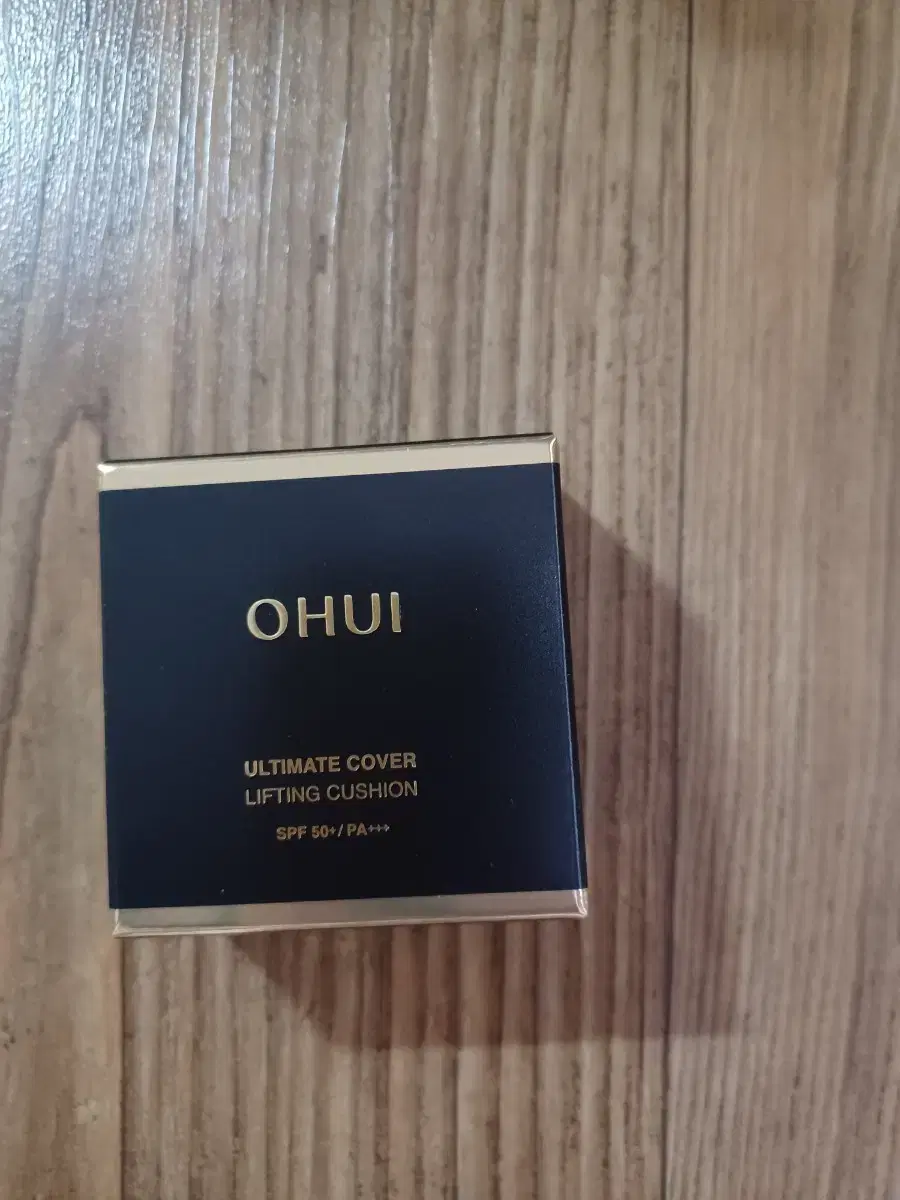 OHUI
ULTIMATE COVER
LIFTING CUSHION
SPF 50+/ PA+++